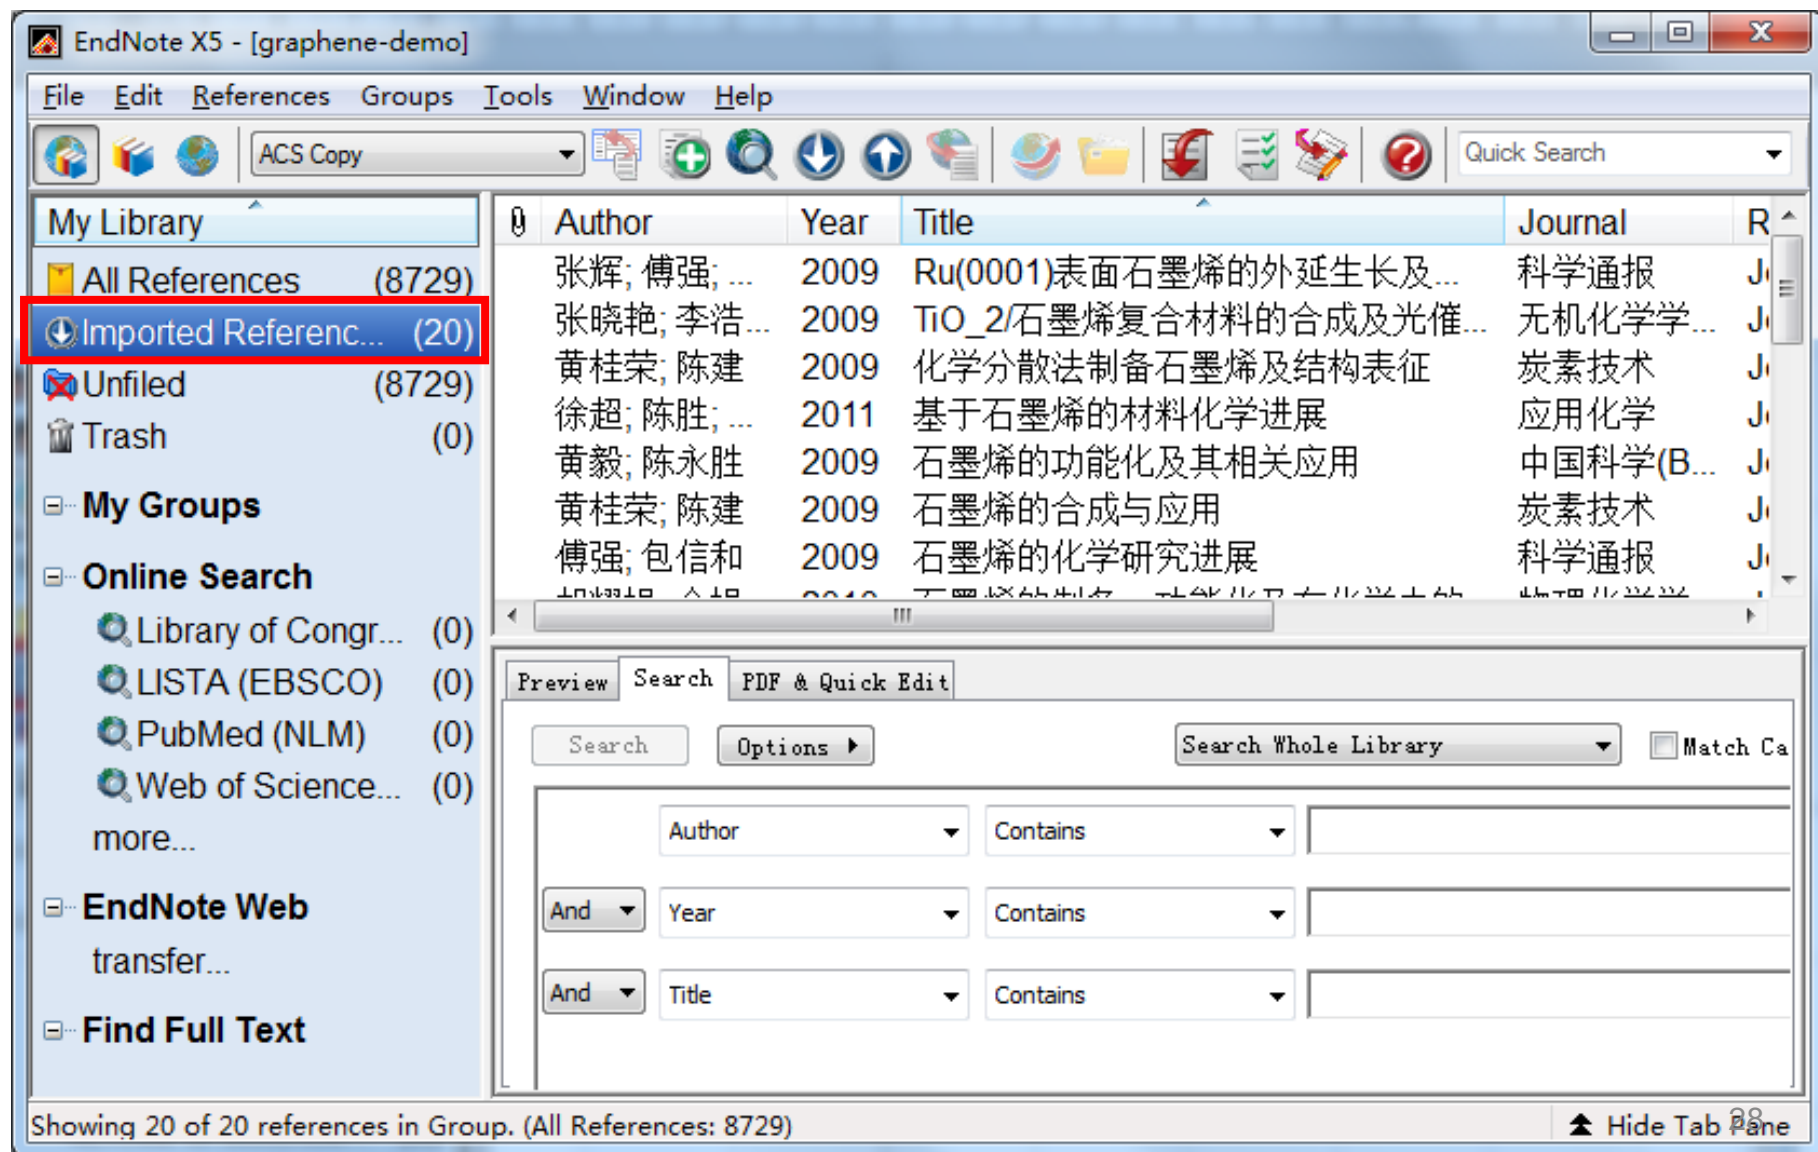 EndNote X5 - [graphene-demo]
File Edit References Groups Tools Window Help
ACS Copy Quick Search
My Library
All References (8729)
Imported Referenc... (20)
Unfiled (8729)
Trash (0)
My Groups
Online Search
Library of Congr... (0)
LISTA (EBSCO) (0)
PubMed (NLM) (0)
Web of Science... (0)
more...
EndNote Web
transfer...
Find Full Text
Author Year Title Journal R
张辉; 傅强; ... 2009 Ru(0001)表面石墨烯的外延生长及... 科学通报 J
张晓艳; 李浩... 2009 TiO_2/石墨烯复合材料的合成及光催... 无机化学学... J
黄桂荣; 陈建 2009 化学分散法制备石墨烯及结构表征 炭素技术 J
徐超; 陈胜; ... 2011 基于石墨烯的材料化学进展 应用化学 J
黄毅; 陈永胜 2009 石墨烯的功能化及其相关应用 中国科学(B... J
黄桂荣; 陈建 2009 石墨烯的合成与应用 炭素技术 J
傅强; 包信和 2009 石墨烯的化学研究进展 科学通报 J
Preview Search PDF & Quick Edit
Search Options Search Whole Library Match Ca
Author Contains
And Year Contains
And Title Contains
Showing 20 of 20 references in Group. (All References: 8729)
Hide Tab Pane
28